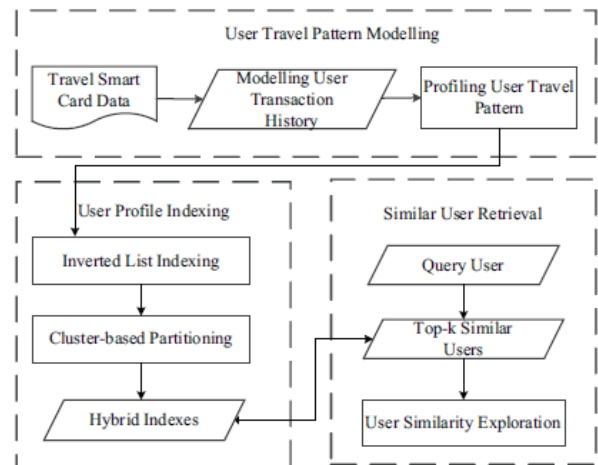 User Travel Pattern Modelling
Travel Smart
Card Data
Modelling User
Transaction
History
Profiling User Travel
Pattern
User Profile Indexing
Inverted List Indexing
Cluster-based Partitioning
Hybrid Indexes
Similar User Retrieval
Query User
Top-k Similar
Users
User Similarity Exploration